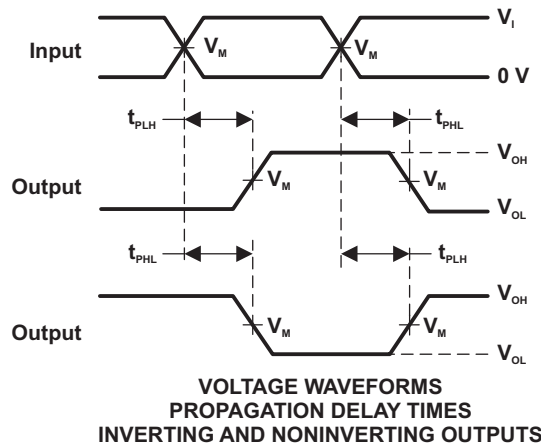 Input
V_M
V_M
V_I
0 V
t_PLH
t_PHL
Output
V_M
V_M
V_OH
V_OL
t_PHL
t_PLH
Output
V_M
V_M
V_OH
V_OL
VOLTAGE WAVEFORMS
PROPAGATION DELAY TIMES
INVERTING AND NONINVERTING OUTPUTS